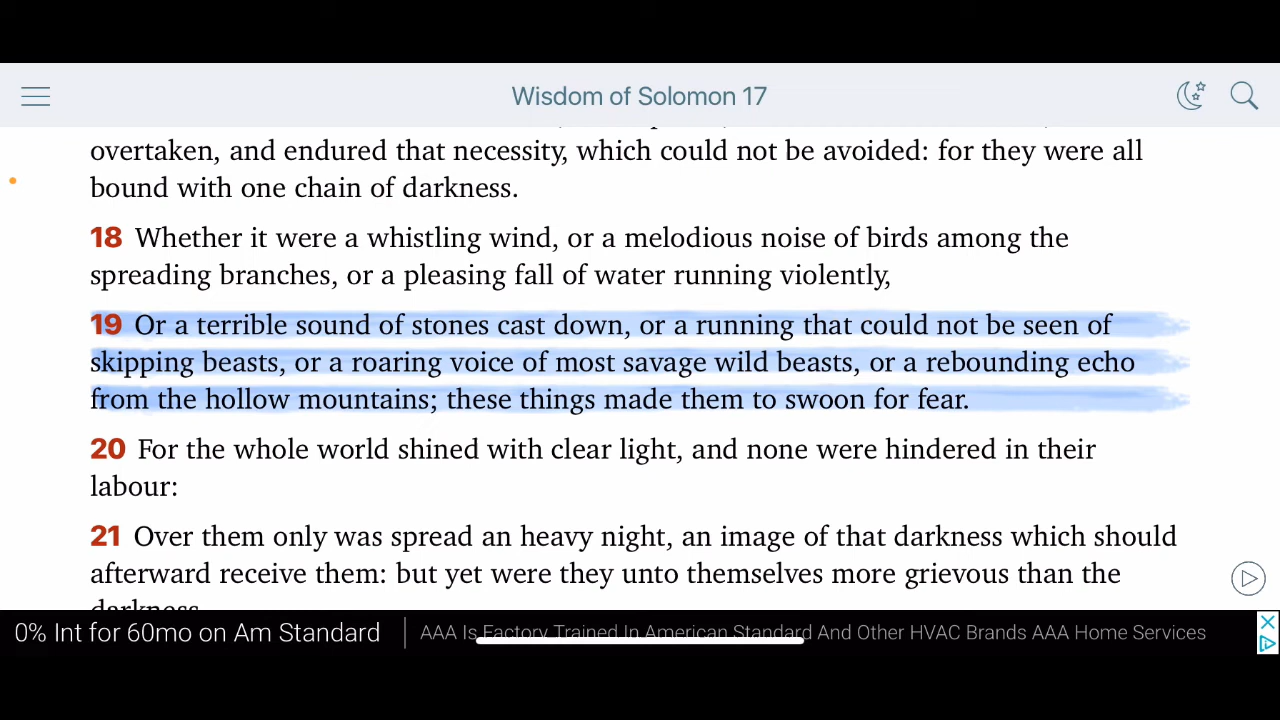 Wisdom of Solomon 17
overtaken, and endured that necessity, which could not be avoided: for they were all
bound with one chain of darkness.
18 Whether it were a whistling wind, or a melodious noise of birds among the
spreading branches, or a pleasing fall of water running violently,
19 Or a terrible sound of stones cast down, or a running that could not be seen of
skipping beasts, or a roaring voice of most savage wild beasts, or a rebounding echo
from the hollow mountains; these things made them to swoon for fear.
20 For the whole world shined with clear light, and none were hindered in their
labour:
21 Over them only was spread an heavy night, an image of that darkness which should
afterward receive them: but yet were they unto themselves more grievous than the
darkness.
0% Int for 60mo on Am Standard AAA Is Factory Trained In American Standard And Other HVAC Brands AAA Home Services